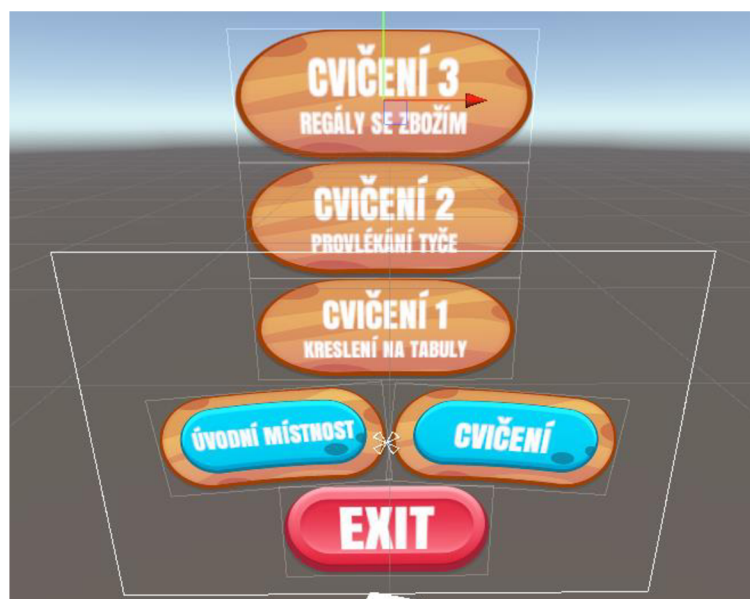 CVIČENÍ 3
REGÁLY SE ZBOŽÍM
CVIČENÍ 2
PROVLÉKÁNÍ TYČE
CVIČENÍ 1
KRESLENÍ NA TABULY
ÚVODNÍ MÍSTNOST
CVIČENÍ
EXIT